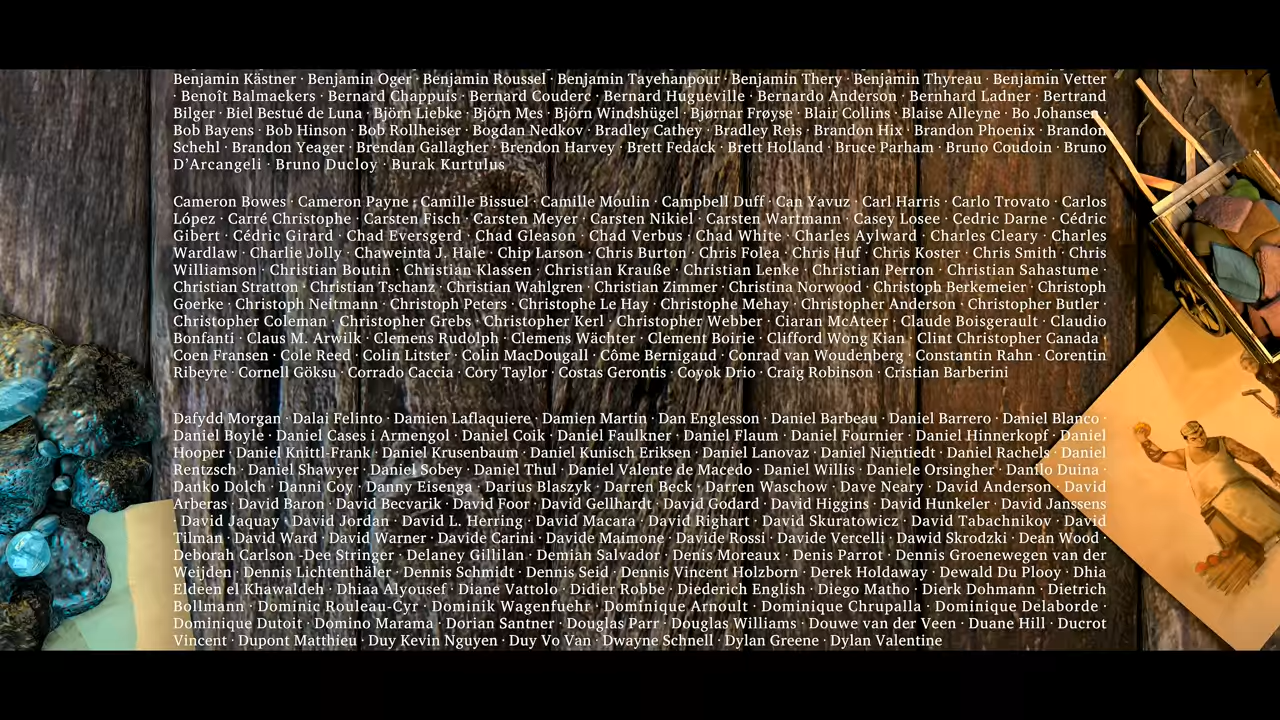 Benjamin Kästner · Benjamin Oger · Benjamin Roussel · Benjamin Tayehanpour · Benjamin Thery · Benjamin Thyreau · Benjamin Vetter
· Benoît Balmaekers · Bernard Chappuis · Bernard Couderc · Bernard Hugueville · Bernardo Anderson · Bernhard Ladner · Bertrand
Bilger · Biel Bestué de Luna · Björn Liebke · Björn Mes · Björn Windshügel · Bjørnar Frøyse · Blair Collins · Blaise Alleyne · Bo Johansen ·
Bob Bayens · Bob Hinson · Bob Rollheiser · Bogdan Nedkov · Bradley Cathey · Bradley Reis · Brandon Hix · Brandon Phoenix · Brandon
Schehl · Brandon Yeager · Brendan Gallagher · Brendon Harvey · Brett Fedack · Brett Holland · Bruce Parham · Bruno Coudoin · Bruno
D'Arcangeli · Bruno Ducloy · Burak Kurtulus
Cameron Bowes · Cameron Payne · Camille Bissuel · Camille Moulin · Campbell Duff · Can Yavuz · Carl Harris · Carlo Trovato · Carlos
López · Carré Christophe · Carsten Fisch · Carsten Meyer · Carsten Nikiel · Carsten Wartmann · Casey Losee · Cedric Darne · Cédric
Gibert · Cédric Girard · Chad Eversgerd · Chad Gleason · Chad Verbus · Chad White · Charles Aylward · Charles Cleary · Charles
Wardlaw · Charlie Jolly · Chaweinta J. Hale · Chip Larson · Chris Burton · Chris Folea · Chris Huf · Chris Koster · Chris Smith · Chris
Williamson · Christian Boutin · Christian Klassen · Christian Krauße · Christian Lenke · Christian Perron · Christian Sahastume ·
Christian Stratton · Christian Tschanz · Christian Wahlgren · Christian Zimmer · Christina Norwood · Christoph Berkemeier · Christoph
Goerke · Christoph Neitmann · Christoph Peters · Christophe Le Hay · Christophe Mehay · Christopher Anderson · Christopher Butler ·
Christopher Coleman · Christopher Grebs · Christopher Kerl · Christopher Webber · Ciaran McAteer · Claude Boisgerault · Claudio
Bonfanti · Claus M. Arwilk · Clemens Rudolph · Clemens Wächter · Clement Boirie · Clifford Wong Kian · Clint Christopher Canada ·
Coen Fransen · Cole Reed · Colin Litster · Colin MacDougall · Côme Bernigaud · Conrad van Woudenberg · Constantin Rahn · Corentin
Ribeyre · Cornell Göksu · Corrado Caccia · Cory Taylor · Costas Gerontis · Coyok Drio · Craig Robinson · Cristian Barberini
Dafydd Morgan · Dalai Felinto · Damien Laflaquiere · Damien Martin · Dan Englesson · Daniel Barbeau · Daniel Barrero · Daniel Blanco ·
Daniel Boyle · Daniel Cases i Armengol · Daniel Coik · Daniel Faulkner · Daniel Flaum · Daniel Fournier · Daniel Hinnerkopf · Daniel
Hooper · Daniel Knittl-Frank · Daniel Krusenbaum · Daniel Kunisch Eriksen · Daniel Lanovaz · Daniel Nientiedt · Daniel Rachels · Daniel
Rentzsch · Daniel Shawyer · Daniel Sobey · Daniel Thul · Daniel Valente de Macedo · Daniel Willis · Daniele Orsingher · Danilo Duina ·
Danko Dolch · Danni Coy · Danny Eisenga · Darius Blaszyk · Darren Beck · Darren Waschow · Dave Neary · David Anderson · David
Arberas · David Baron · David Becvarik · David Foor · David Gellhardt · David Godard · David Higgins · David Hunkeler · David Janssens
· David Jaquay · David Jordan · David L. Herring · David Macara · David Righart · David Skuratowicz · David Tabachnikov · David
Tilman · David Ward · David Warner · Davide Carini · Davide Maimone · Davide Rossi · Davide Vercelli · Dawid Skrodzki · Dean Wood ·
Deborah Carlson -Dee Stringer · Delaney Gillilan · Demian Salvador · Denis Moreaux · Denis Parrot · Dennis Groenewegen van der
Weijden · Dennis Lichtenthäler · Dennis Schmidt · Dennis Seid · Dennis Vincent Holzborn · Derek Holdaway · Dewald Du Plooy · Dhia
Eldeen el Khawaldeh · Dhiaa Alyousef · Diane Vattolo · Didier Robbe · Diederich English · Diego Matho · Dierk Dohmann · Dietrich
Bollmann · Dominic Rouleau-Cyr · Dominik Wagenfuehr · Dominique Arnoult · Dominique Chrupalla · Dominique Delaborde ·
Dominique Dutoit · Domino Marama · Dorian Santner · Douglas Parr · Douglas Williams · Douwe van der Veen · Duane Hill · Ducrot
Vincent · Dupont Matthieu · Duy Kevin Nguyen · Duy Vo Van · Dwayne Schnell · Dylan Greene · Dylan Valentine